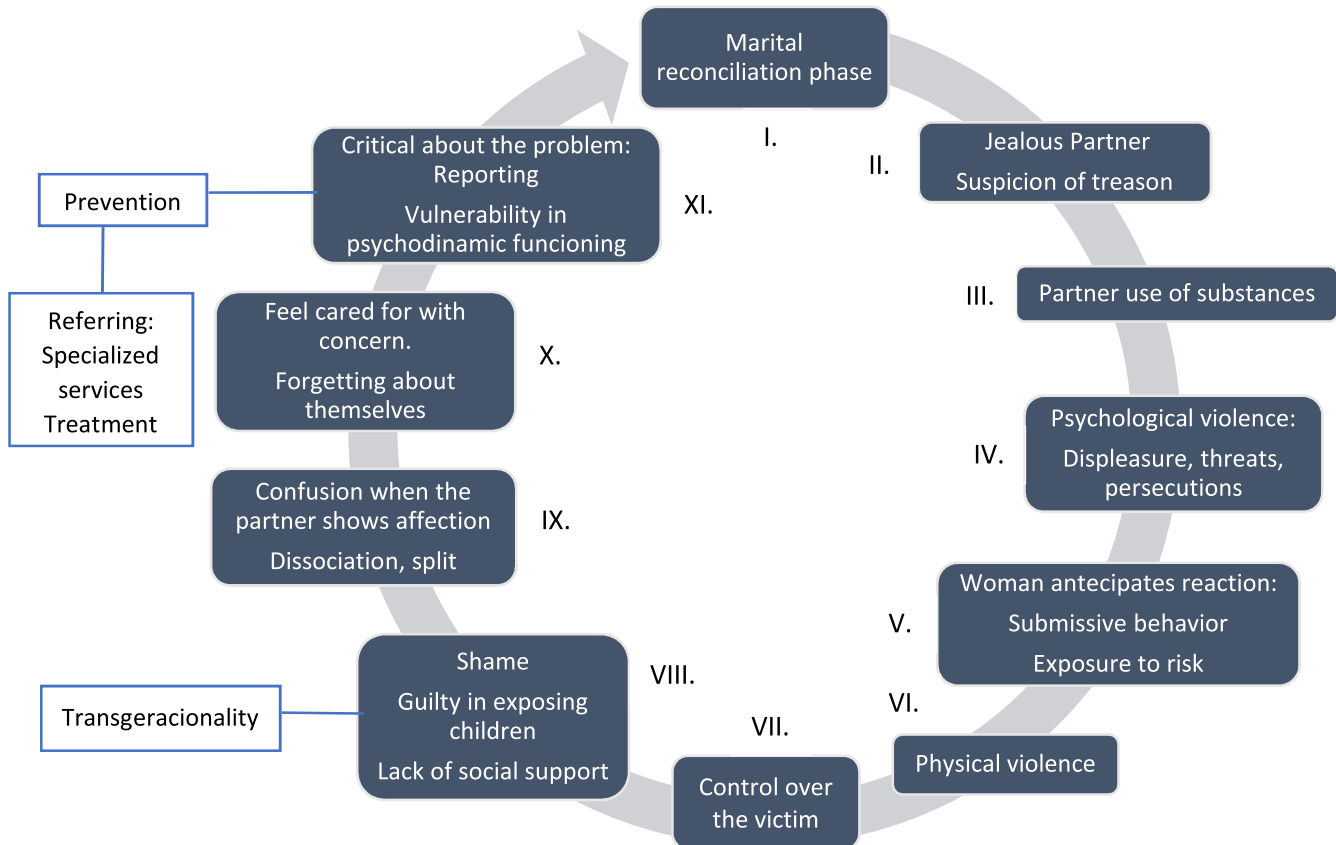 Marital
reconciliation phase
I.
Jealous Partner
Suspicion of treason
II.
Partner use of substances
III.
Psychological violence:
Displeasure, threats,
persecutions
IV.
Woman antecipates reaction:
Submissive behavior
Exposure to risk
V.
Physical violence
VI.
Control over
the victim
VII.
Shame
Guilty in exposing
children
Lack of social support
VIII.
Transgeracionality
Confusion when the
partner shows affection
Dissociation, split
IX.
Feel cared for with
concern.
Forgetting about
themselves
X.
Critical about the problem:
Reporting
Vulnerability in
psychodinamic funcioning
XI.
Prevention
Referring:
Specialized
services
Treatment